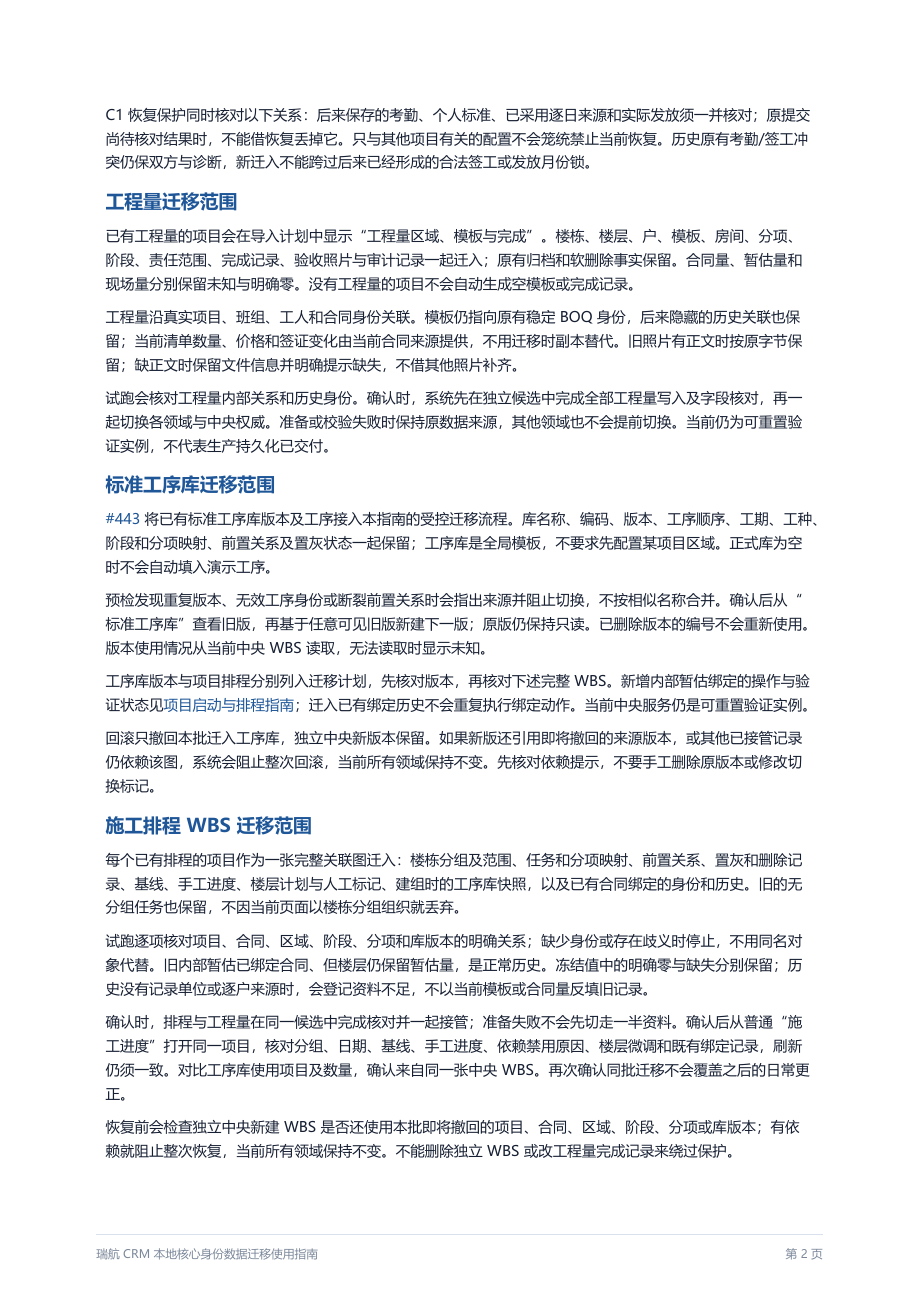 C1 恢复保护同时核对以下关系：后来保存的考勤、个人标准、已采用逐日来源和实际发放须一并核对；原提交
尚待核对结果时，不能借恢复丢掉它。只与其他项目有关的配置不会笼统禁止当前恢复。历史原有考勤/签工冲
突仍保双方与诊断，新迁入不能跨过后来已经形成的合法签工或发放月份锁。
工程量迁移范围
已有工程量的项目会在导入计划中显示“工程量区域、模板与完成”。楼栋、楼层、户、模板、房间、分项、
阶段、责任范围、完成记录、验收照片与审计记录一起迁入；原有归档和软删除事实保留。合同量、暂估量和
现场量分别保留未知与明确零。没有工程量的项目不会自动生成空模板或完成记录。
工程量沿真实项目、班组、工人和合同身份关联。模板仍指向原有稳定 BOQ 身份，后来隐藏的历史关联也保
留；当前清单数量、价格和签证变化由当前合同来源提供，不用迁移时副本替代。旧照片有正文时按原字节保
留；缺正文时保留文件信息并明确提示缺失，不借其他照片补齐。
试跑会核对工程量内部关系和历史身份。确认时，系统先在独立候选中完成全部工程量写入及字段核对，再一
起切换各领域与中央权威。准备或校验失败时保持原数据来源，其他领域也不会提前切换。当前仍为可重置验
证实例，不代表生产持久化已交付。
标准工序库迁移范围
#443 将已有标准工序库版本及工序接入本指南的受控迁移流程。库名称、编码、版本、工序顺序、工期、工种、
阶段和分项映射、前置关系及置灰状态一起保留；工序库是全局模板，不要求先配置某项目区域。正式库为空
时不会自动填入演示工序。
预检发现重复版本、无效工序身份或断裂前置关系时会指出来源并阻止切换，不按相似名称合并。确认后从“
标准工序库”查看旧版，再基于任意可见旧版新建下一版；原版仍保持只读。已删除版本的编号不会重新使用。
版本使用情况从当前中央 WBS 读取，无法读取时显示未知。
工序库版本与项目排程分别列入迁移计划，先核对版本，再核对下述完整 WBS。新增内部暂估绑定的操作与验
证状态见项目启动与排程指南；迁入已有绑定历史不会重复执行绑定动作。当前中央服务仍是可重置验证实例。
回滚只撤回本批迁入工序库，独立中央新版本保留。如果新版还引用即将撤回的来源版本，或其他已接管记录
仍依赖该图，系统会阻止整次回滚，当前所有领域保持不变。先核对依赖提示，不要手工删除原版本或修改切
换标记。
施工排程 WBS 迁移范围
每个已有排程的项目作为一张完整关联图迁入：楼栋分组及范围、任务和分项映射、前置关系、置灰和删除记
录、基线、手工进度、楼层计划与人工标记、建组时的工序库快照，以及已有合同绑定的身份和历史。旧的无
分组任务也保留，不因当前页面以楼栋分组组织就丢弃。
试跑逐项核对项目、合同、区域、阶段、分项和库版本的明确关系；缺少身份或存在歧义时停止，不用同名对
象代替。旧内部暂估已绑定合同、但楼层仍保留暂估量，是正常历史。冻结值中的明确零与缺失分别保留；历
史没有记录单位或逐户来源时，会登记资料不足，不以当前模板或合同量反填旧记录。
确认时，排程与工程量在同一候选中完成核对并一起接管；准备失败不会先切走一半资料。确认后从普通“施
工进度”打开同一项目，核对分组、日期、基线、手工进度、依赖禁用原因、楼层微调和既有绑定记录，刷新
仍须一致。对比工序库使用项目及数量，确认来自同一张中央 WBS。再次确认同批迁移不会覆盖之后的日常更
正。
恢复前会检查独立中央新建 WBS 是否还使用本批即将撤回的项目、合同、区域、阶段、分项或库版本；有依
赖就阻止整次恢复，当前所有领域保持不变。不能删除独立 WBS 或改工程量完成记录来绕过保护。
瑞航 CRM 本地核心身份数据迁移使用指南
第 2 页